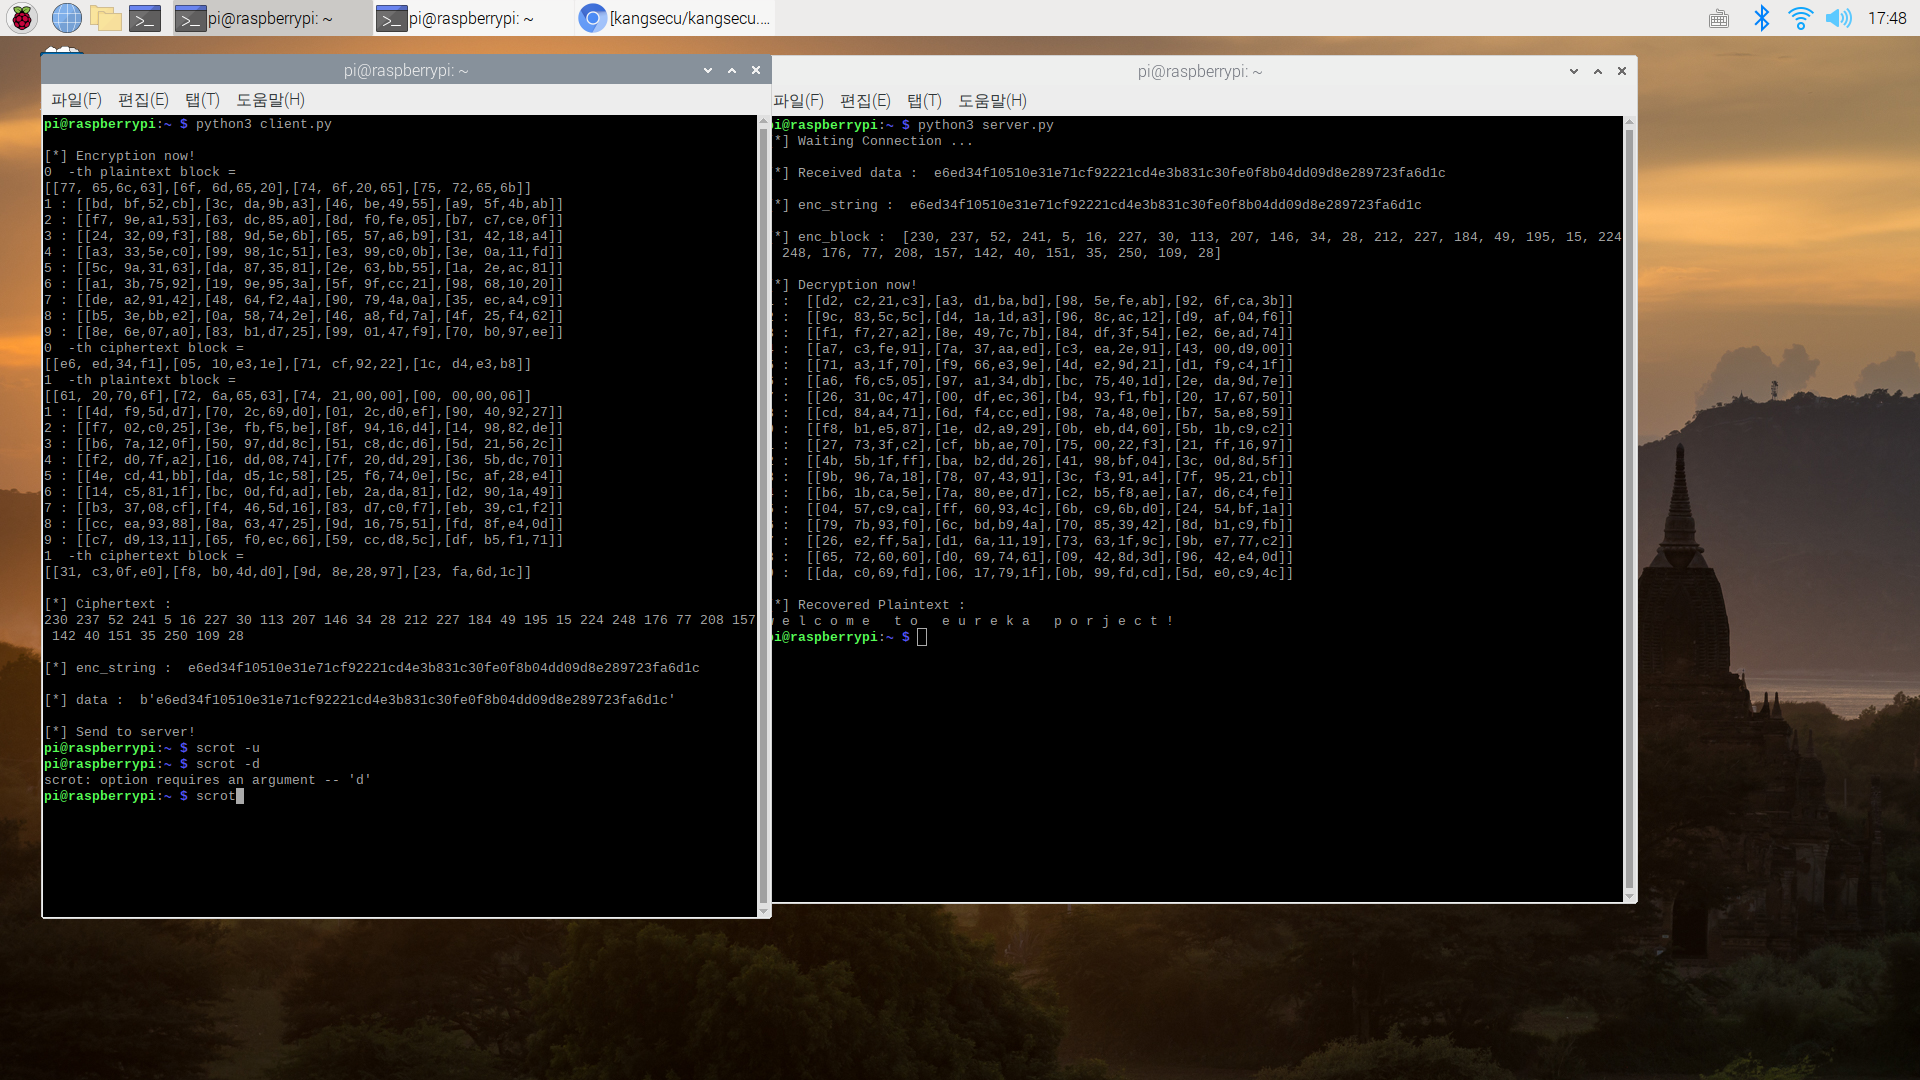 pi@raspberrypi: ~
pi@raspberrypi: ~
[kangsecu/kangsecu....
17:48
pi@raspberrypi: ~
파일(F) 편집(E) 탭(T) 도움말(H)
pi@raspberrypi:~ $ python3 client.py
[*] Encryption now!
0  -th plaintext block =
[[77, 65,6c,63],[6f, 6d,65,20],[74, 6f,20,65],[75, 72,65,6b]]
1 : [[bd, bf,52,cb],[3c, da,9b,a3],[46, be,49,55],[a9, 5f,4b,ab]]
2 : [[f7, 9e,a1,53],[63, dc,85,a0],[8d, f0,fe,05],[b7, c7,ce,0f]]
3 : [[24, 32,09,f3],[88, 9d,5e,6b],[65, 57,a6,b9],[31, 42,18,a4]]
4 : [[a3, 33,5e,c0],[99, 98,1c,51],[e3, 99,c0,0b],[3e, 0a,11,fd]]
5 : [[5c, 9a,31,63],[da, 87,35,81],[2e, 63,bb,55],[1a, 2e,ac,81]]
6 : [[a1, 3b,75,92],[19, 9e,95,3a],[5f, 9f,cc,21],[98, 68,10,20]]
7 : [[de, a2,91,42],[48, 64,f2,4a],[90, 79,4a,0a],[35, ec,a4,c9]]
8 : [[b5, 3e,bb,e2],[0a, 58,74,2e],[46, a8,fd,7a],[4f, 25,f4,62]]
9 : [[8e, 6e,07,a0],[83, b1,d7,25],[99, 01,47,f9],[70, b0,97,ee]]
0  -th ciphertext block =
[[e6, ed,34,f1],[05, 10,e3,1e],[71, cf,92,22],[1c, d4,e3,b8]]
1  -th plaintext block =
[[61, 20,70,6f],[72, 6a,65,63],[74, 21,00,00],[00, 00,00,06]]
1 : [[4d, f9,5d,d7],[70, 2c,69,d0],[01, 2c,d0,ef],[90, 40,92,27]]
2 : [[f7, 02,c0,25],[3e, fb,f5,be],[8f, 94,16,d4],[14, 98,82,de]]
3 : [[b6, 7a,12,0f],[50, 97,dd,8c],[51, c8,dc,d6],[5d, 21,56,2c]]
4 : [[f2, d0,7f,a2],[16, dd,08,74],[7f, 20,dd,29],[36, 5b,dc,70]]
5 : [[4e, cd,41,bb],[da, d5,1c,58],[25, f6,74,0e],[5c, af,28,e4]]
6 : [[14, c5,81,1f],[bc, 0d,fd,ad],[eb, 2a,da,81],[d2, 90,1a,49]]
7 : [[b3, 37,08,cf],[f4, 46,5d,16],[83, d7,c0,f7],[eb, 39,c1,f2]]
8 : [[cc, ea,93,88],[8a, 63,47,25],[9d, 16,75,51],[fd, 8f,e4,0d]]
9 : [[c7, d9,13,11],[65, f0,ec,66],[59, cc,d8,5c],[df, b5,f1,71]]
1  -th ciphertext block =
[[31, c3,0f,e0],[f8, b0,4d,d0],[9d, 8e,28,97],[23, fa,6d,1c]]
[*] Ciphertext :
230 237 52 241 5 16 227 30 113 207 146 34 28 212 227 184 49 195 15 224 248 176 77 208 157
142 40 151 35 250 109 28
[*] enc_string :  e6ed34f10510e31e71cf92221cd4e3b831c30fe0f8b04dd09d8e289723fa6d1c
[*] data :  b'e6ed34f10510e31e71cf92221cd4e3b831c30fe0f8b04dd09d8e289723fa6d1c'
[*] Send to server!
pi@raspberrypi:~ $ scrot -u
pi@raspberrypi:~ $ scrot -d
scrot: option requires an argument -- 'd'
pi@raspberrypi:~ $ scrot
pi@raspberrypi: ~
파일(F) 편집(E) 탭(T) 도움말(H)
pi@raspberrypi:~ $ python3 server.py
*] Waiting Connection ...
*] Received data :  e6ed34f10510e31e71cf92221cd4e3b831c30fe0f8b04dd09d8e289723fa6d1c
*] enc_string :  e6ed34f10510e31e71cf92221cd4e3b831c30fe0f8b04dd09d8e289723fa6d1c
*] enc_block :  [230, 237, 52, 241, 5, 16, 227, 30, 113, 207, 146, 34, 28, 212, 227, 184, 49, 195, 15, 224
248, 176, 77, 208, 157, 142, 40, 151, 35, 250, 109, 28]
*] Decryption now!
:  [[d2, c2,21,c3],[a3, d1,ba,bd],[98, 5e,fe,ab],[92, 6f,ca,3b]]
:  [[9c, 83,5c,5c],[d4, 1a,1d,a3],[96, 8c,ac,12],[d9, af,04,f6]]
:  [[f1, f7,27,a2],[8e, 49,7c,7b],[84, df,3f,54],[e2, 6e,ad,74]]
:  [[a7, c3,fe,91],[7a, 37,aa,ed],[c3, ea,2e,91],[43, 00,d9,00]]
:  [[71, a3,1f,70],[f9, 66,e3,9e],[4d, e2,9d,21],[d1, f9,c4,1f]]
:  [[a6, f6,c5,05],[97, a1,34,db],[bc, 75,40,1d],[2e, da,9d,7e]]
:  [[26, 31,0c,47],[00, df,ec,36],[b4, 93,f1,fb],[20, 17,67,50]]
:  [[cd, 84,a4,71],[6d, f4,cc,ed],[98, 7a,48,0e],[b7, 5a,e8,59]]
:  [[f8, b1,e5,87],[1e, d2,a9,29],[0b, eb,d4,60],[5b, 1b,c9,c2]]
:  [[27, 73,3f,c2],[cf, bb,ae,70],[75, 00,22,f3],[21, ff,16,97]]
:  [[4b, 5b,1f,ff],[ba, b2,dd,26],[41, 98,bf,04],[3c, 0d,8d,5f]]
:  [[9b, 96,7a,18],[78, 07,43,91],[3c, f3,91,a4],[7f, 95,21,cb]]
:  [[b6, 1b,ca,5e],[7a, 80,ee,d7],[c2, b5,f8,ae],[a7, d6,c4,fe]]
:  [[04, 57,c9,ca],[ff, 60,93,4c],[6b, c9,6b,d0],[24, 54,bf,1a]]
:  [[79, 7b,93,f0],[6c, bd,b9,4a],[70, 85,39,42],[8d, b1,c9,fb]]
:  [[26, e2,ff,5a],[d1, 6a,11,19],[73, 63,1f,9c],[9b, e7,77,c2]]
:  [[65, 72,60,60],[d0, 69,74,61],[09, 42,8d,3d],[96, 42,e4,0d]]
:  [[da, c0,69,fd],[06, 17,79,1f],[0b, 99,fd,cd],[5d, e0,c9,4c]]
*] Recovered Plaintext :
w e l c o m e   t o   e u r e k a   p o r j e c t !
pi@raspberrypi:~ $